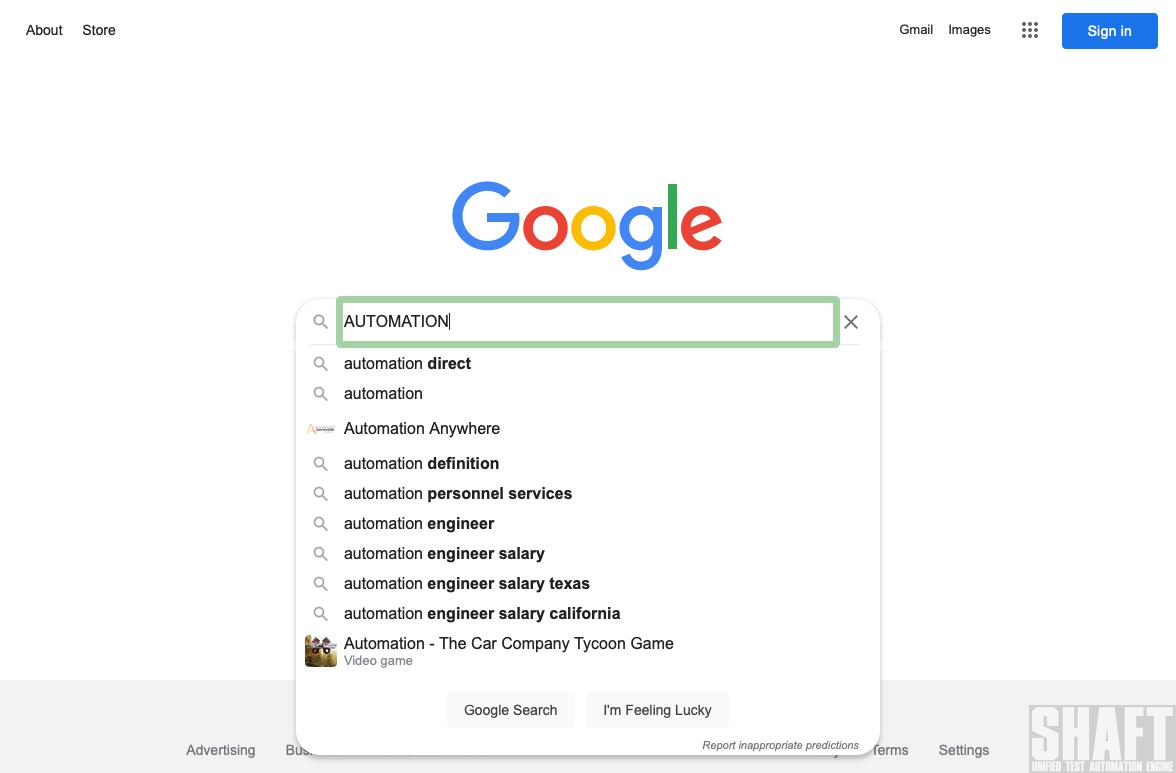 About Store Gmail Images Sign in
Google
AUTOMATION
automation direct
automation
Automation Anywhere
automation definition
automation personnel services
automation engineer
automation engineer salary
automation engineer salary texas
automation engineer salary california
Automation - The Car Company Tycoon Game
Video game
Google Search I'm Feeling Lucky
Report inappropriate predictions
Advertising Terms Settings
SHAFT
UNIFIED TEST AUTOMATION ENGINE